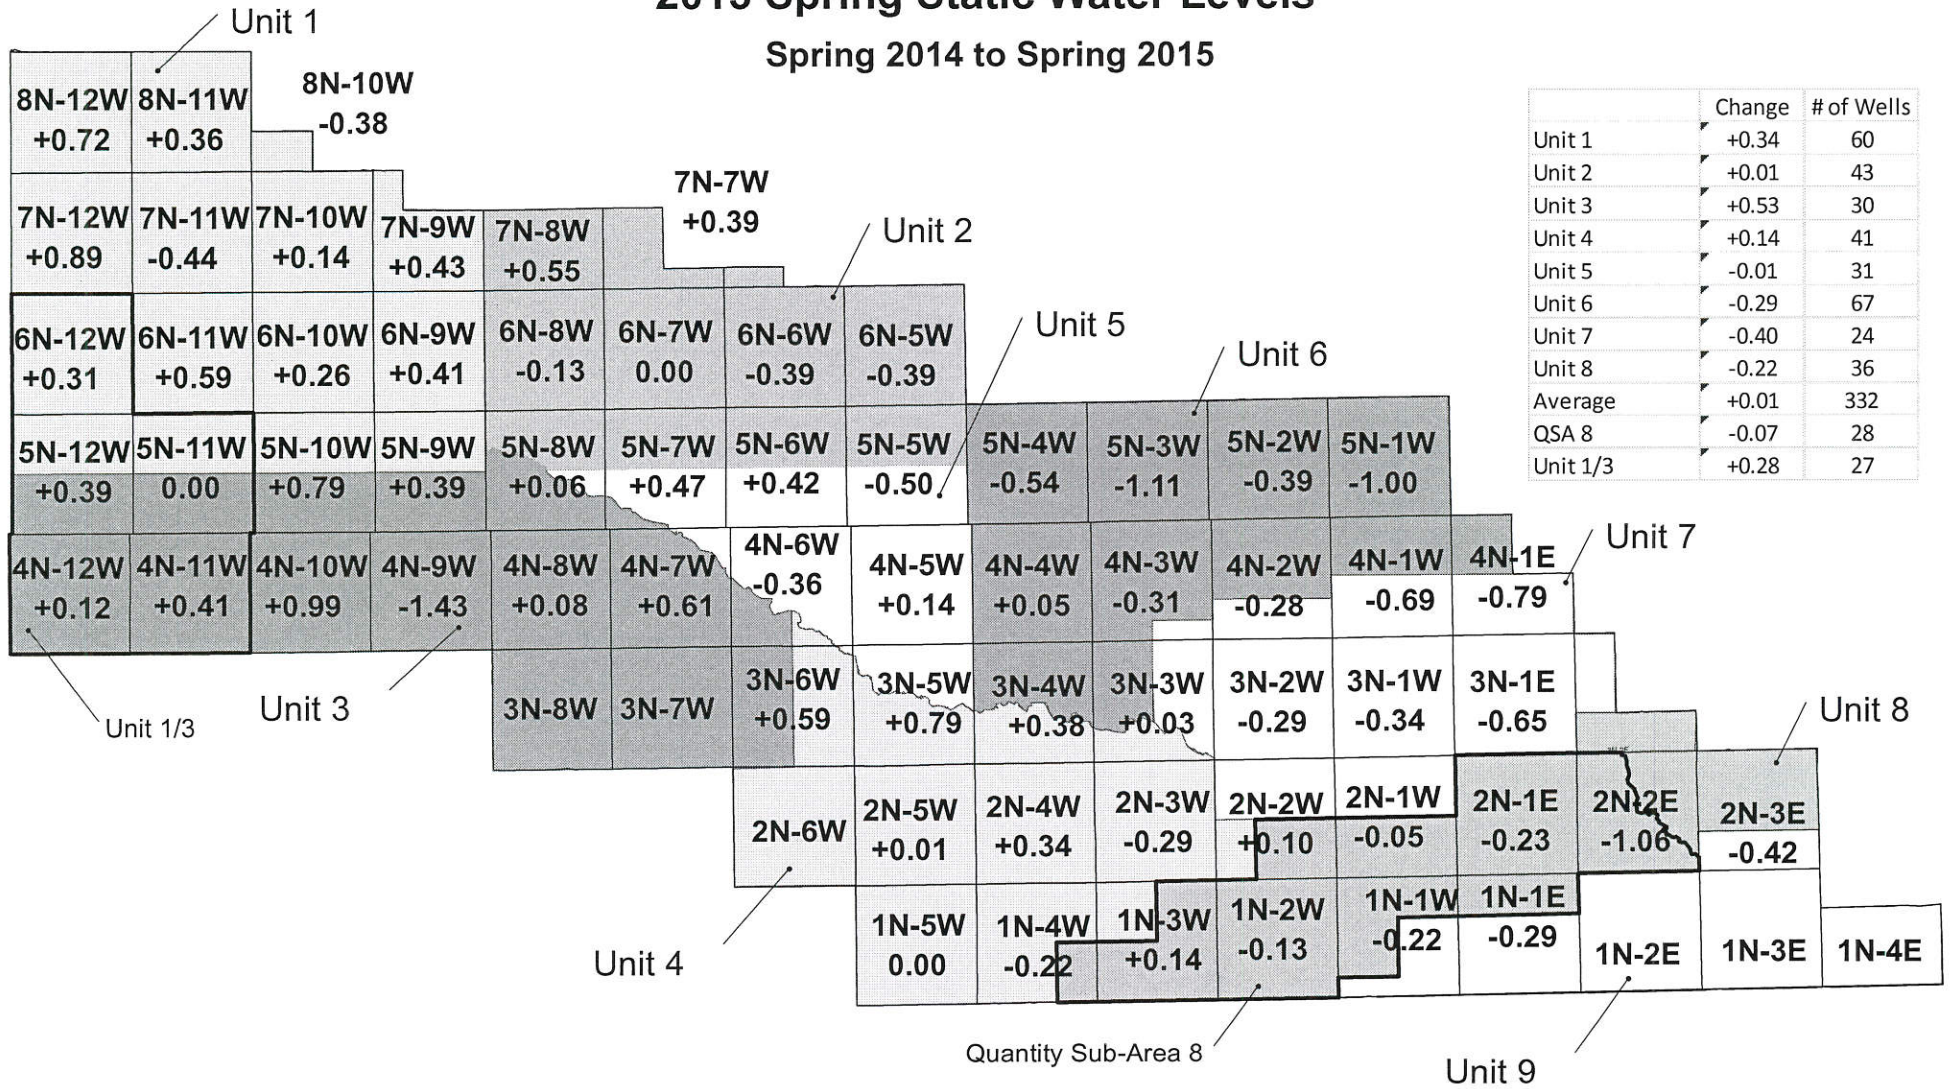 2015 Spring Static Water Levels
Spring 2014 to Spring 2015
Unit 1
8N-12W 8N-11W 8N-10W
+0.72 +0.36 -0.38
7N-7W
+0.39
7N-12W 7N-11W 7N-10W 7N-9W 7N-8W
+0.89 -0.44 +0.14 +0.43 +0.55
Unit 2
6N-12W 6N-11W 6N-10W 6N-9W 6N-8W 6N-7W 6N-6W 6N-5W
+0.31 +0.59 +0.26 +0.41 -0.13 0.00 -0.39 -0.39
Unit 5
Unit 6
5N-12W 5N-11W 5N-10W 5N-9W 5N-8W 5N-7W 5N-6W 5N-5W 5N-4W 5N-3W 5N-2W 5N-1W
+0.39 0.00 +0.79 +0.39 +0.06 +0.47 +0.42 -0.50 -0.54 -1.11 -0.39 -1.00
Unit 7
4N-12W 4N-11W 4N-10W 4N-9W 4N-8W 4N-7W 4N-6W 4N-5W 4N-4W 4N-3W 4N-2W 4N-1W 4N-1E
+0.12 +0.41 +0.99 -1.43 +0.08 +0.61 -0.36 +0.14 +0.05 -0.31 -0.28 -0.69 -0.79
Unit 1/3
Unit 3
3N-8W 3N-7W 3N-6W 3N-5W 3N-4W 3N-3W 3N-2W 3N-1W 3N-1E
+0.59 +0.79 +0.38 +0.03 -0.29 -0.34 -0.65
Unit 8
2N-6W 2N-5W 2N-4W 2N-3W 2N-2W 2N-1W 2N-1E 2N-2E 2N-3E
+0.01 +0.34 -0.29 +0.10 -0.05 -0.23 -1.06 -0.42
Unit 4
1N-5W 1N-4W 1N-3W 1N-2W 1N-1W 1N-1E 1N-2E 1N-3E 1N-4E
0.00 -0.22 +0.14 -0.13 -0.22 -0.29
Quantity Sub-Area 8
Unit 9
Change # of Wells
Unit 1 +0.34 60
Unit 2 +0.01 43
Unit 3 +0.53 30
Unit 4 +0.14 41
Unit 5 -0.01 31
Unit 6 -0.29 67
Unit 7 -0.40 24
Unit 8 -0.22 36
Average +0.01 332
QSA 8 -0.07 28
Unit 1/3 +0.28 27